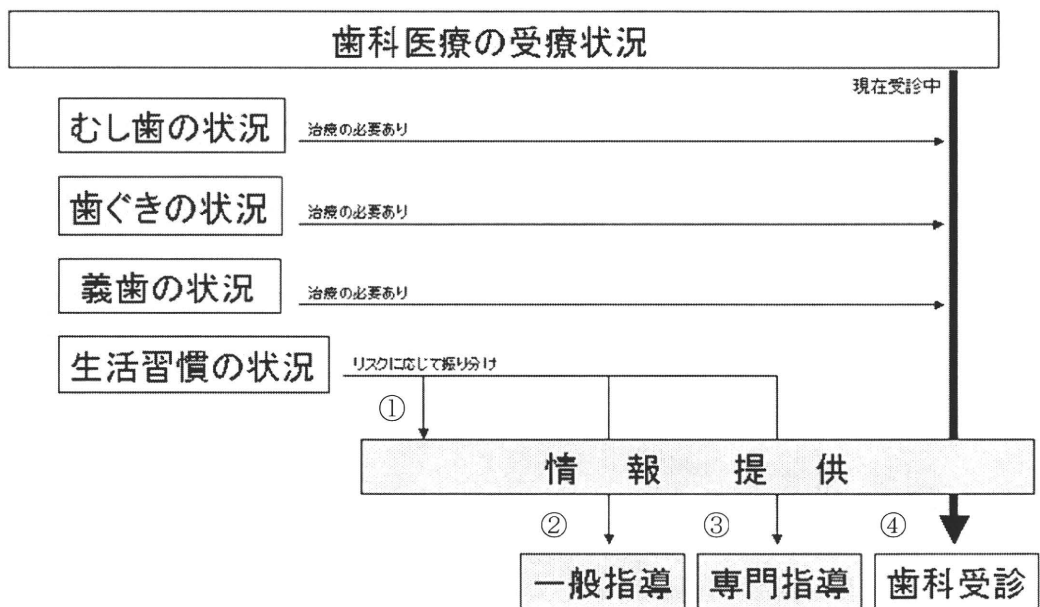 歯科医療の受療状況
現在受診中
むし歯の状況
治療の必要あり
歯ぐきの状況
治療の必要あり
義歯の状況
治療の必要あり
生活習慣の状況
リスクに応じて振り分け
①
情報提供
② ③ ④
一般指導 専門指導 歯科受診